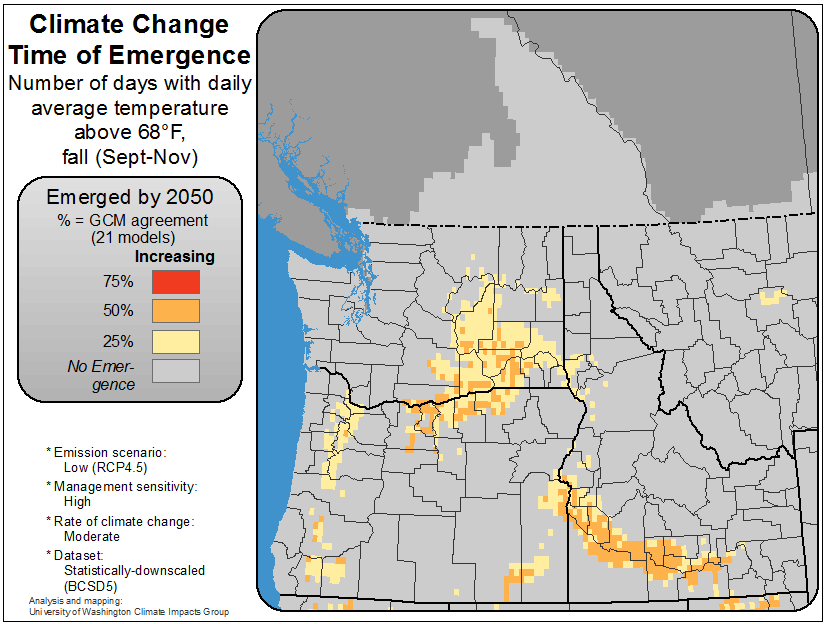 Climate Change
Time of Emergence
Number of days with daily
average temperature
above 68°F,
fall (Sept-Nov)
Emerged by 2050
% = GCM agreement
(21 models)
Increasing
75%
50%
25%
No Emer-
gence
* Emission scenario:
Low (RCP4.5)
* Management sensitivity:
High
* Rate of climate change:
Moderate
* Dataset:
Statistically-downscaled
(BCSD5)
Analysis and mapping:
University of Washington Climate Impacts Group